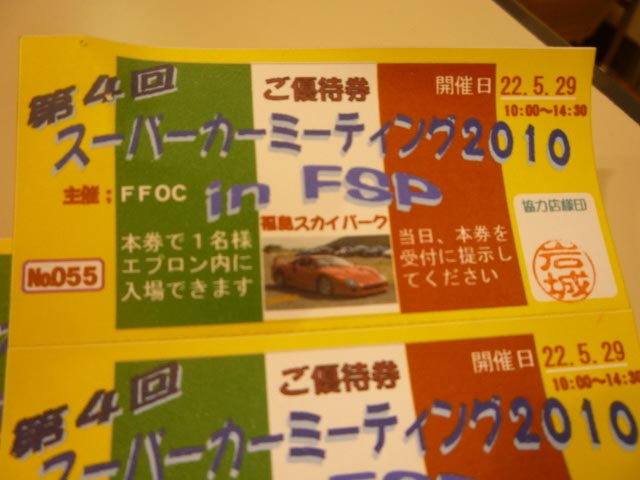 第4回
ご優待券
開催日 22.5.29
10:00~14:30
スーパーカーミーティング2010
主催:FFOC
in FSP
福島スカイパーク
協力店様印
本券で1名様
エプロン内に
入場できます
当日、本券を
受付に提示し
てください
岩城
No.055
第4回
ご優待券
開催日 22.5.29
10:00~14:30
スーパーカーミーティング2010